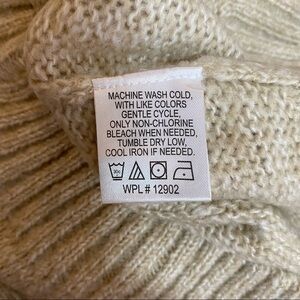 MACHINE WASH COLD,
WITH LIKE COLORS
GENTLE CYCLE,
ONLY NON-CHLORINE
BLEACH WHEN NEEDED,
TUMBLE DRY LOW,
COOL IRON IF NEEDED.
WPL # 12902